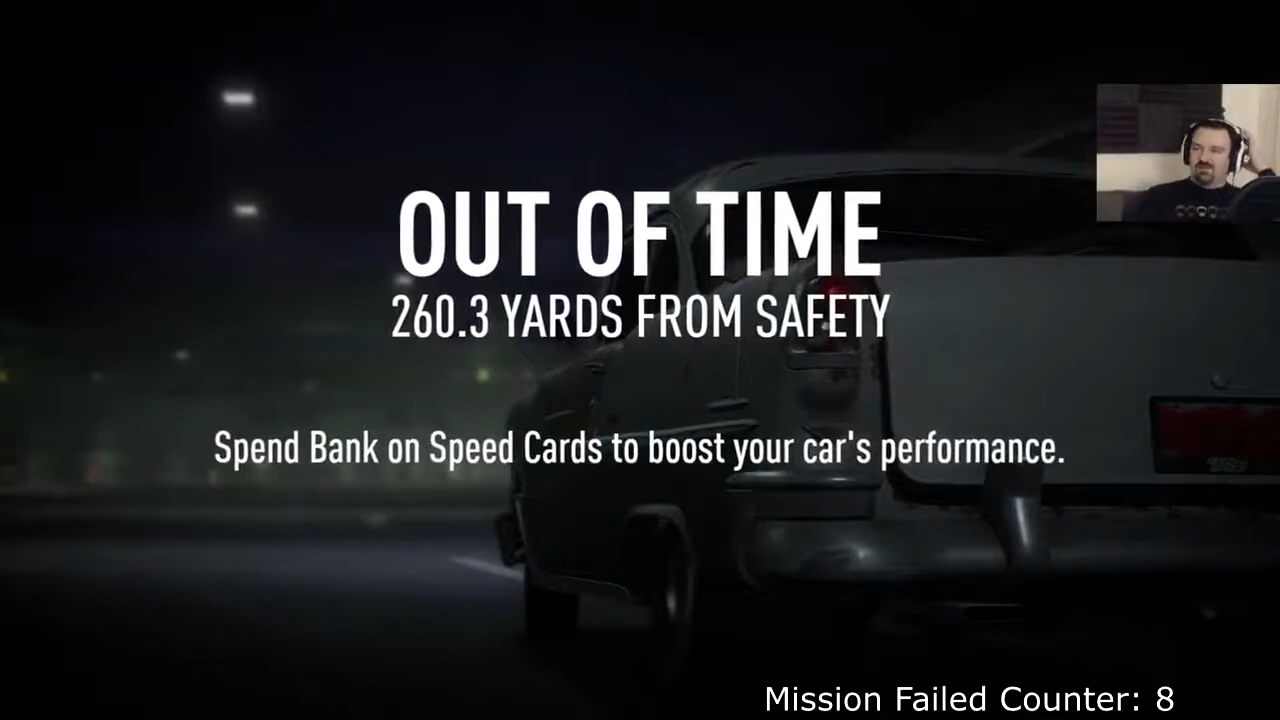 OUT OF TIME
260.3 YARDS FROM SAFETY
Spend Bank on Speed Cards to boost your car's performance.
Mission Failed Counter: 8